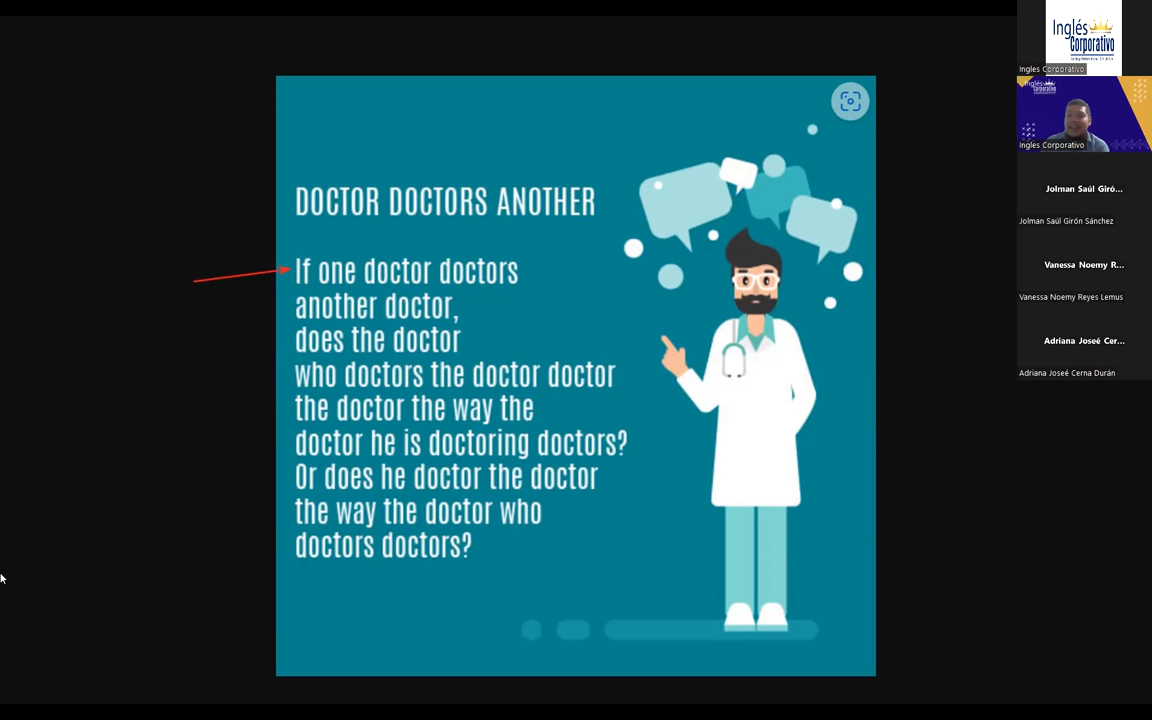 DOCTOR DOCTORS ANOTHER
If one doctor doctors
another doctor,
does the doctor
who doctors the doctor doctor
the doctor the way the
doctor he is doctoring doctors?
Or does he doctor the doctor
the way the doctor who
doctors doctors?
Inglés
Corporativo
Ingles Corporativo
Inglés
Corporativo
Ingles Corporativo
Jolman Saúl Giró...
Jolman Saúl Girón Sánchez
Vanessa Noemy R...
Vanessa Noemy Reyes Lemus
Adriana Joseé Cer...
Adriana Joseé Cerna Durán